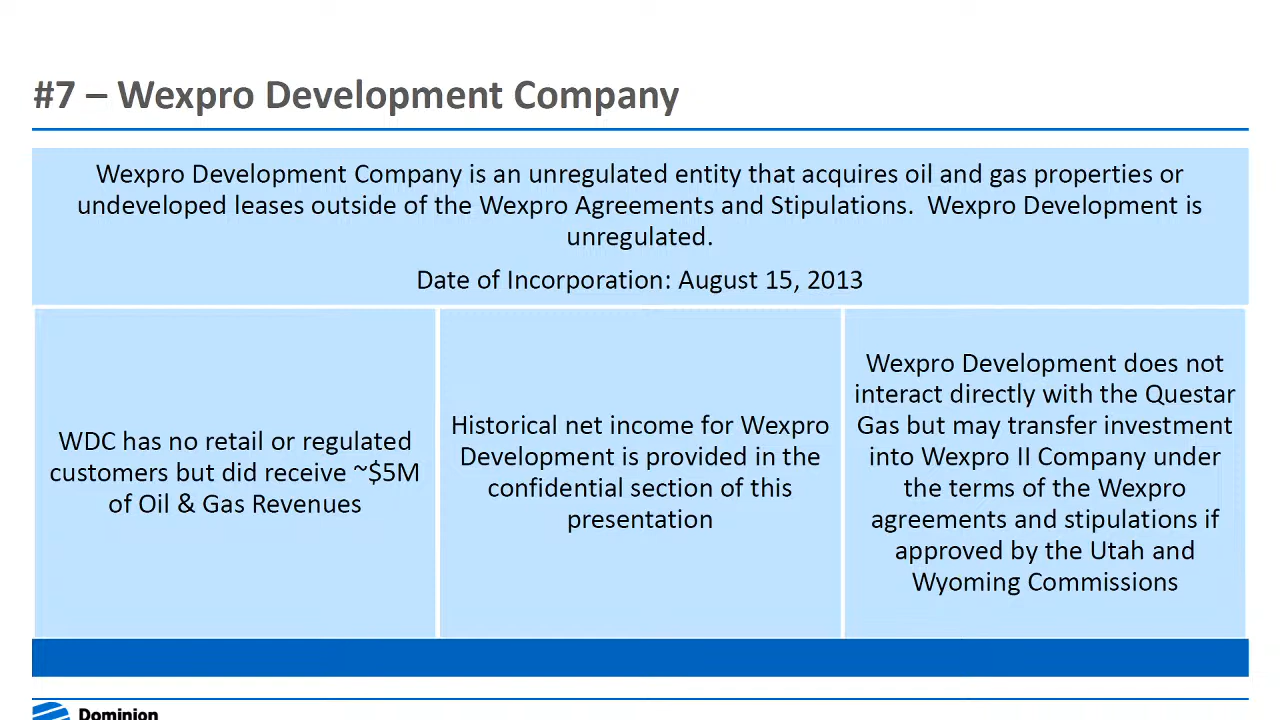 #7 – Wexpro Development Company
Wexpro Development Company is an unregulated entity that acquires oil and gas properties or
undeveloped leases outside of the Wexpro Agreements and Stipulations.  Wexpro Development is
unregulated.
Date of Incorporation: August 15, 2013
WDC has no retail or regulated
customers but did receive ~$5M
of Oil & Gas Revenues
Historical net income for Wexpro
Development is provided in the
confidential section of this
presentation
Wexpro Development does not
interact directly with the Questar
Gas but may transfer investment
into Wexpro II Company under
the terms of the Wexpro
agreements and stipulations if
approved by the Utah and
Wyoming Commissions
Dominion